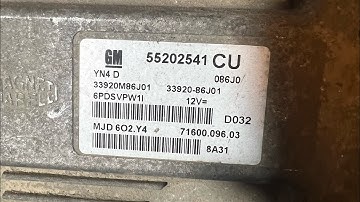 GM 55202541 CU
YN4 D 086J0
33920M86J01 33920-86J01
6PDSVPW1I 12V=
D032
MJD 6O2.Y4 71600.096.03
8A31